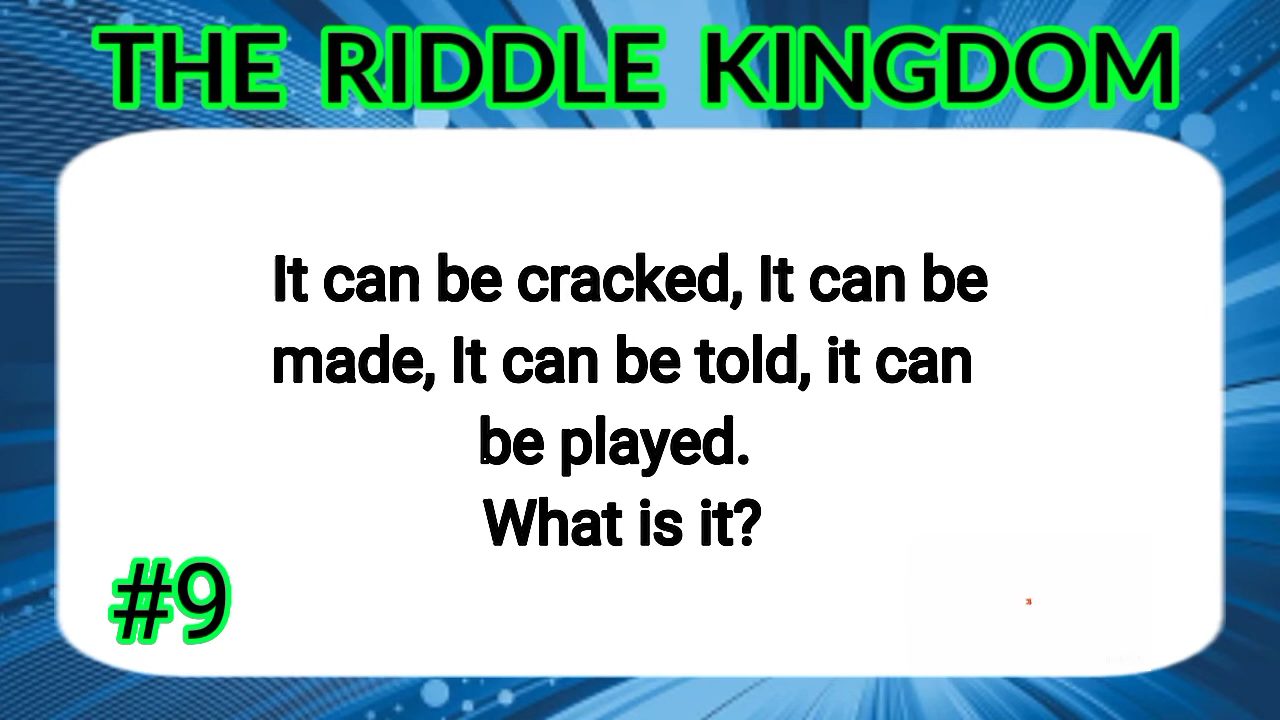 THE RIDDLE KINGDOM
It can be cracked, It can be
made, It can be told, it can
be played.
What is it?
#9